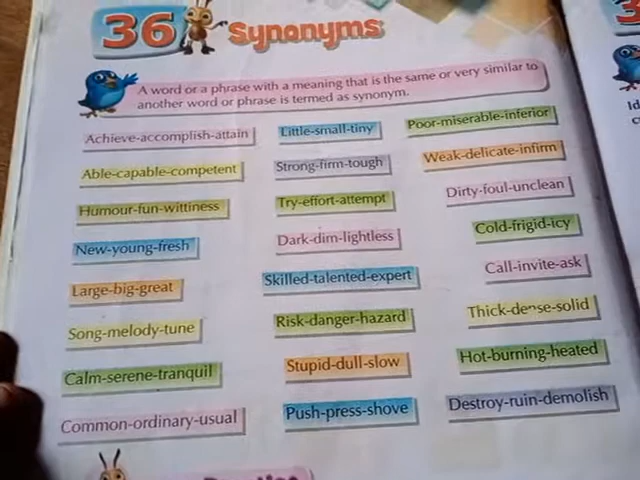 36 Synonyms
A word or a phrase with a meaning that is the same or very similar to
another word or phrase is termed as synonym.
Achieve-accomplish-attain
Little-small-tiny
Poor-miserable-inferior
Able-capable-competent
Strong-firm-tough
Weak-delicate-infirm
Humour-fun-wittiness
Try-effort-attempt
Dirty-foul-unclean
New-young-fresh
Dark-dim-lightless
Cold-frigid-icy
Large-big-great
Skilled-talented-expert
Call-invite-ask
Song-melody-tune
Risk-danger-hazard
Thick-dense-solid
Calm-serene-tranquil
Stupid-dull-slow
Hot-burning-heated
Common-ordinary-usual
Push-press-shove
Destroy-ruin-demolish